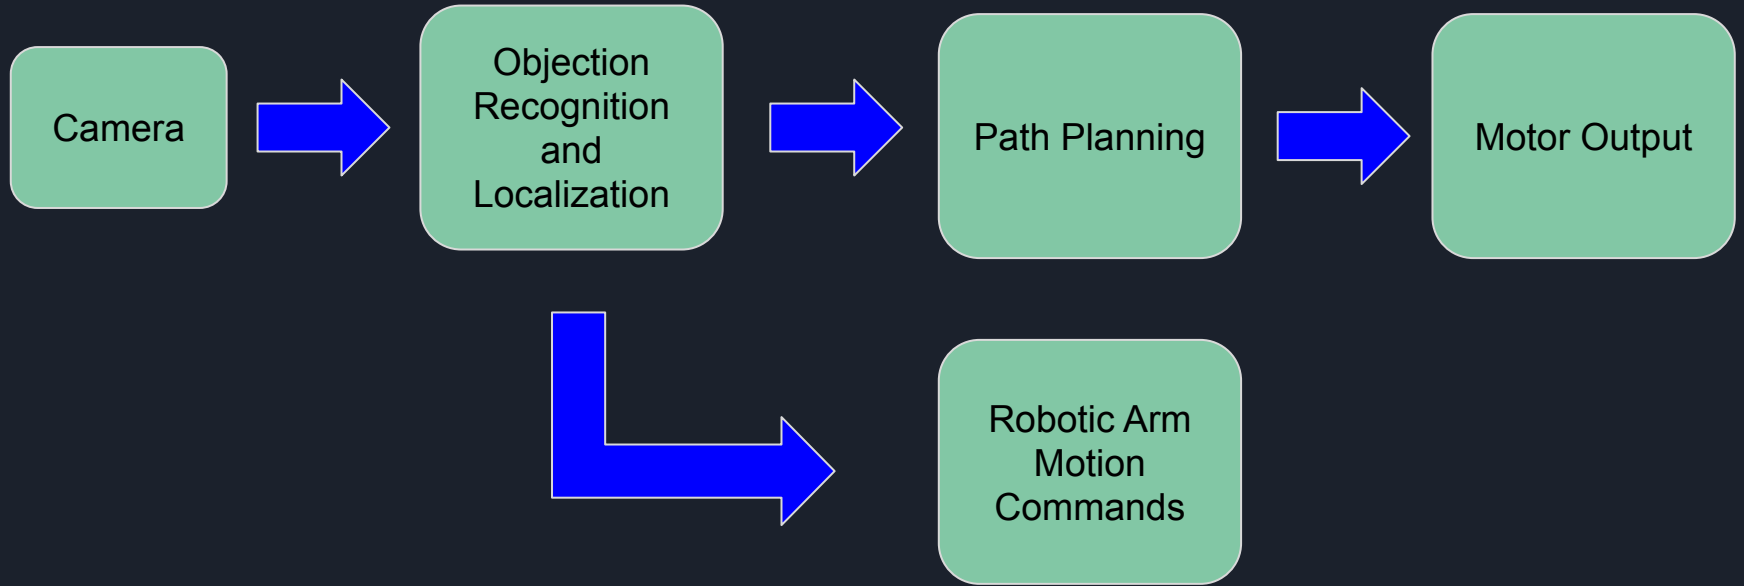 Camera
Objection
Recognition
and
Localization
Path Planning
Motor Output
Robotic Arm
Motion
Commands